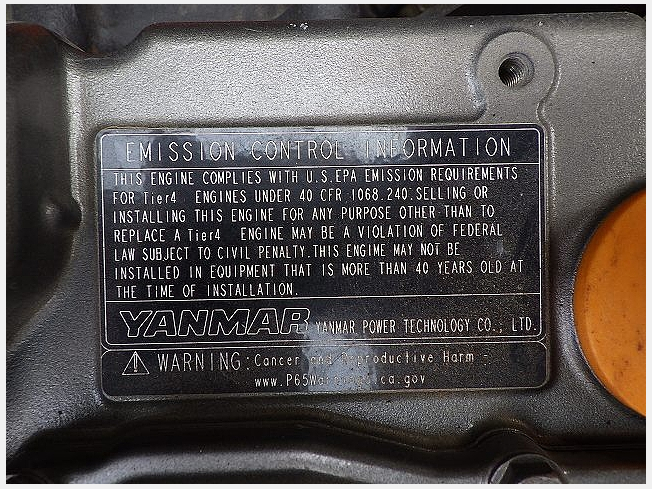 EMISSION CONTROL INFORMATION
THIS ENGINE COMPLIES WITH U.S.EPA EMISSION REQUIREMENTS
FOR Tier4 ENGINES UNDER 40 CFR 1068.240.SELLING OR
INSTALLING THIS ENGINE FOR ANY PURPOSE OTHER THAN TO
REPLACE A Tier4 ENGINE MAY BE A VIOLATION OF FEDERAL
LAW SUBJECT TO CIVIL PENALTY.THIS ENGINE MAY NOT BE
INSTALLED IN EQUIPMENT THAT IS MORE THAN 40 YEARS OLD AT
THE TIME OF INSTALLATION.
YANMAR YANMAR POWER TECHNOLOGY CO., LTD.
WARNING:Cancer and Reproductive Harm -
www.P65Warnings.ca.gov